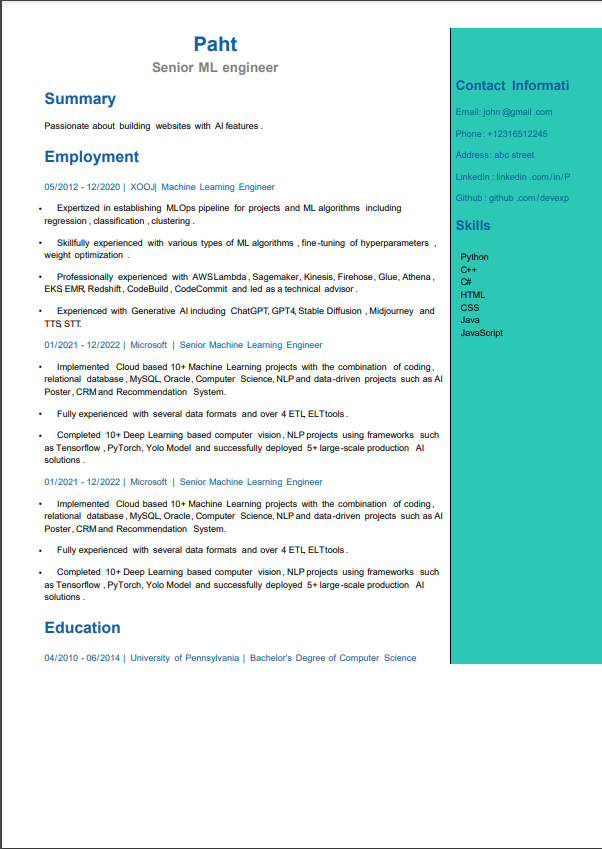 Paht
Senior ML engineer
Summary
Passionate about building websites with AI features .
Employment
05/2012 - 12/2020 | XOOJ| Machine Learning Engineer
• Expertized in establishing MLOps pipeline for projects and ML algorithms including
regression , classification , clustering .
• Skillfully experienced with various types of ML algorithms , fine-tuning of hyperparameters ,
weight optimization .
• Professionally experienced with AWS Lambda , Sagemaker, Kinesis, Firehose , Glue, Athena ,
EKS, EMR, Redshift , CodeBuild , CodeCommit and led as a technical advisor .
• Experienced with Generative AI including ChatGPT, GPT4, Stable Diffusion , Midjourney and
TTS, STT.
01/2021 - 12/2022 | Microsoft | Senior Machine Learning Engineer
• Implemented Cloud based 10+ Machine Learning projects with the combination of coding ,
relational database , MySQL, Oracle, Computer Science, NLP and data-driven projects such as AI
Poster , CRM and Recommendation System.
• Fully experienced with several data formats and over 4 ETL, ELT tools .
• Completed 10+ Deep Learning based computer vision , NLP projects using frameworks such
as Tensorflow , PyTorch, Yolo Model and successfully deployed 5+ large-scale production AI
solutions .
01/2021 - 12/2022 | Microsoft | Senior Machine Learning Engineer
• Implemented Cloud based 10+ Machine Learning projects with the combination of coding ,
relational database , MySQL, Oracle, Computer Science, NLP and data-driven projects such as AI
Poster , CRM and Recommendation System.
• Fully experienced with several data formats and over 4 ETL, ELT tools .
• Completed 10+ Deep Learning based computer vision , NLP projects using frameworks such
as Tensorflow , PyTorch, Yolo Model and successfully deployed 5+ large-scale production AI
solutions .
Education
04/2010 - 06/2014 | University of Pennsylvania | Bachelor's Degree of Computer Science
Contact Informati
Email: john @gmail .com
Phone : +12316512245
Address: abc street
LinkedIn : linkedin .com/in/P
Github : github .com/devexp
Skills
Python
C++
C#
HTML
CSS
Java
JavaScript